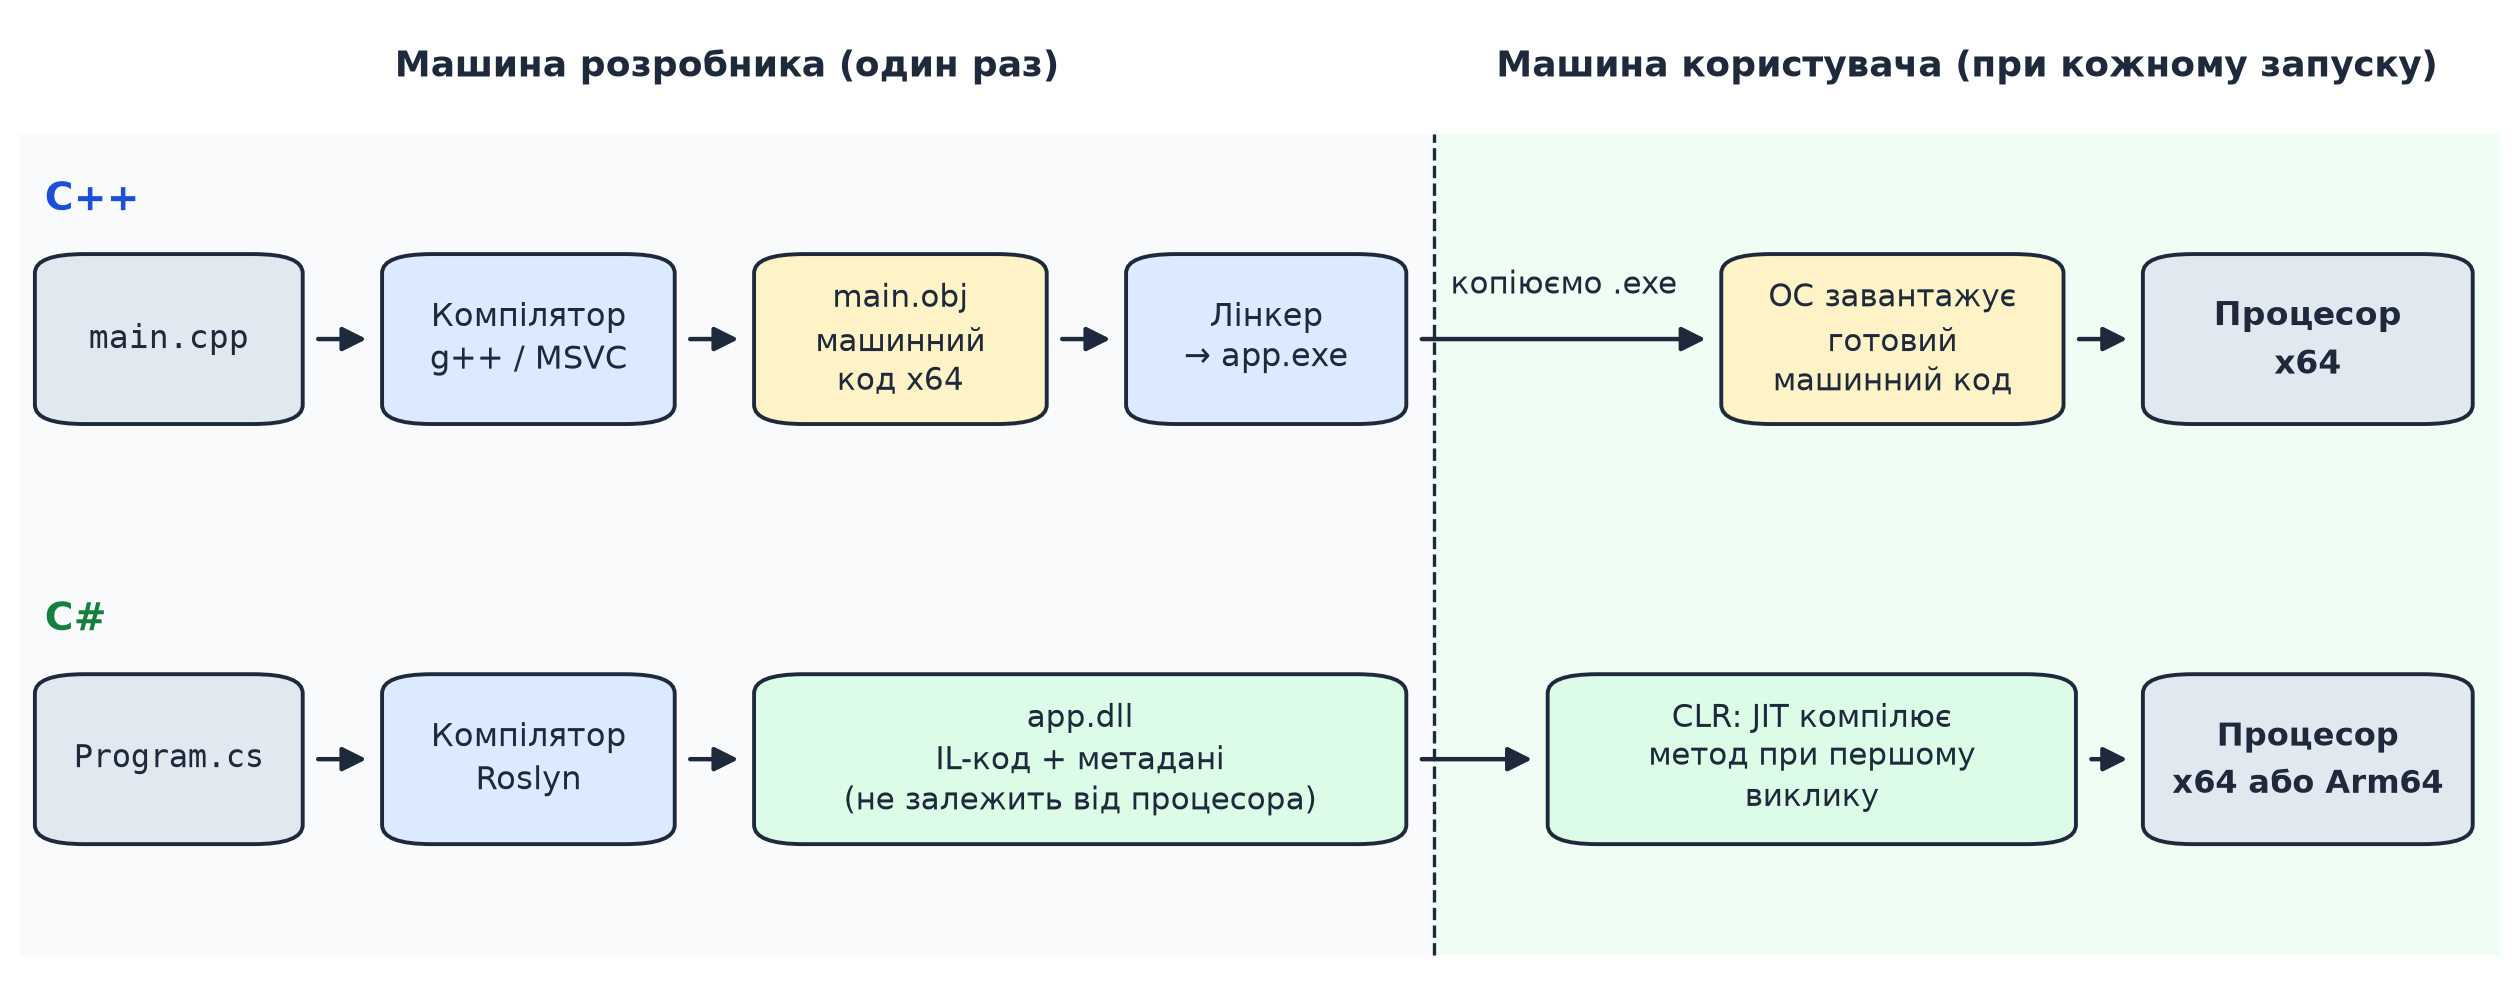 Машина розробника (один раз)
Машина користувача (при кожному запуску)
C++
main.cpp
Компілятор
g++ / MSVC
main.obj
машинний
код x64
Лінкер
→ app.exe
копіюємо .exe
ОС завантажує
готовий
машинний код
Процесор
x64
C#
Program.cs
Компілятор
Roslyn
app.dll
IL-код + метадані
(не залежить від процесора)
CLR: JIT компілює
метод при першому
виклику
Процесор
x64 або Arm64